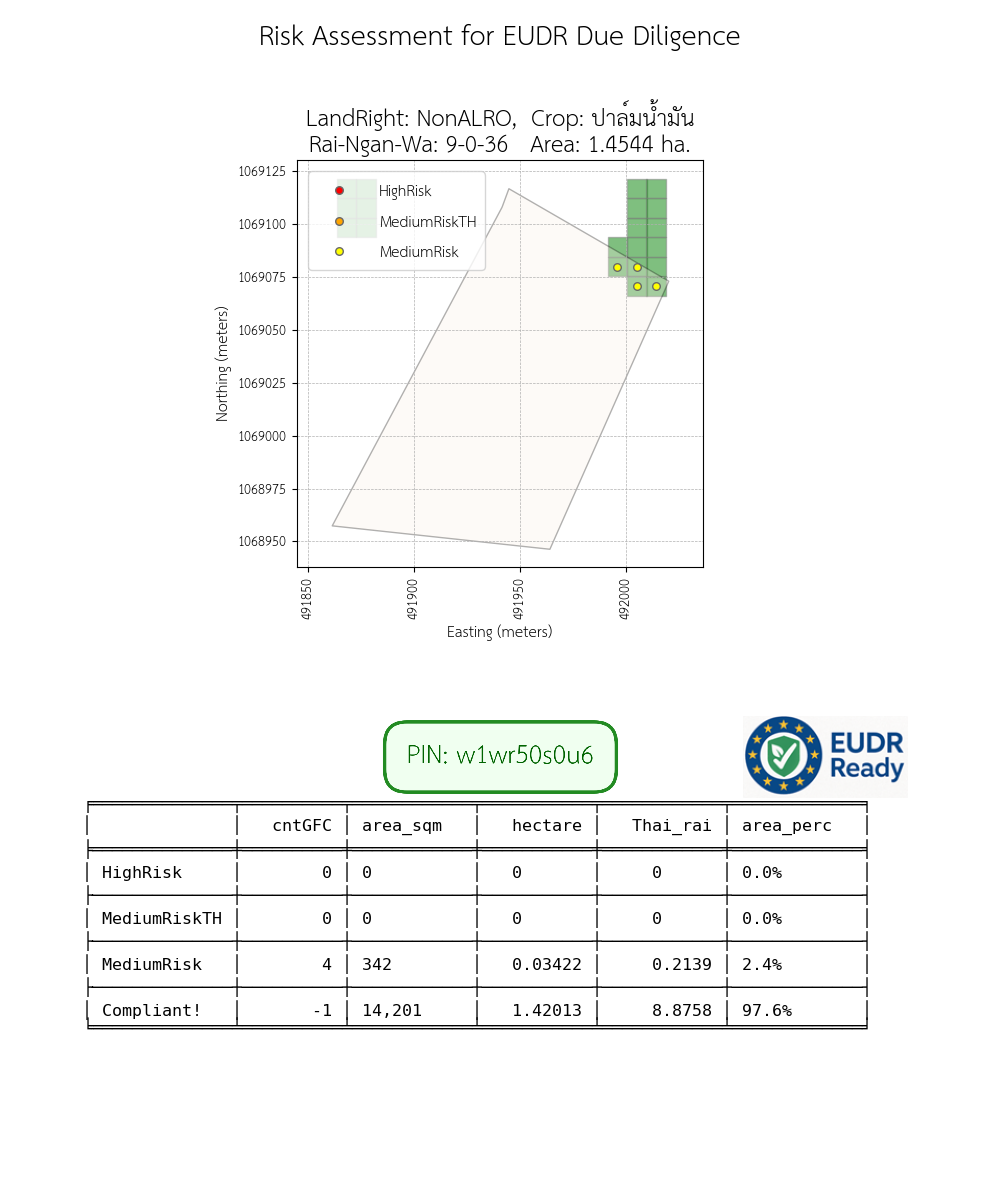 Risk Assessment for EUDR Due Diligence
LandRight: NonALRO,  Crop: ปาล์มน้ำมัน
Rai-Ngan-Wa: 9-0-36   Area: 1.4544 ha.
HighRisk
MediumRiskTH
MediumRisk
1069125
1069100
1069075
1069050
1069025
1069000
1068975
1068950
Northing (meters)
491850
491900
491950
492000
Easting (meters)
PIN: w1wr50s0u6
EUDR
Ready
cntGFC area_sqm hectare Thai_rai area_perc
HighRisk 0 0 0 0 0.0%
MediumRiskTH 0 0 0 0 0.0%
MediumRisk 4 342 0.03422 0.2139 2.4%
Compliant! -1 14,201 1.42013 8.8758 97.6%